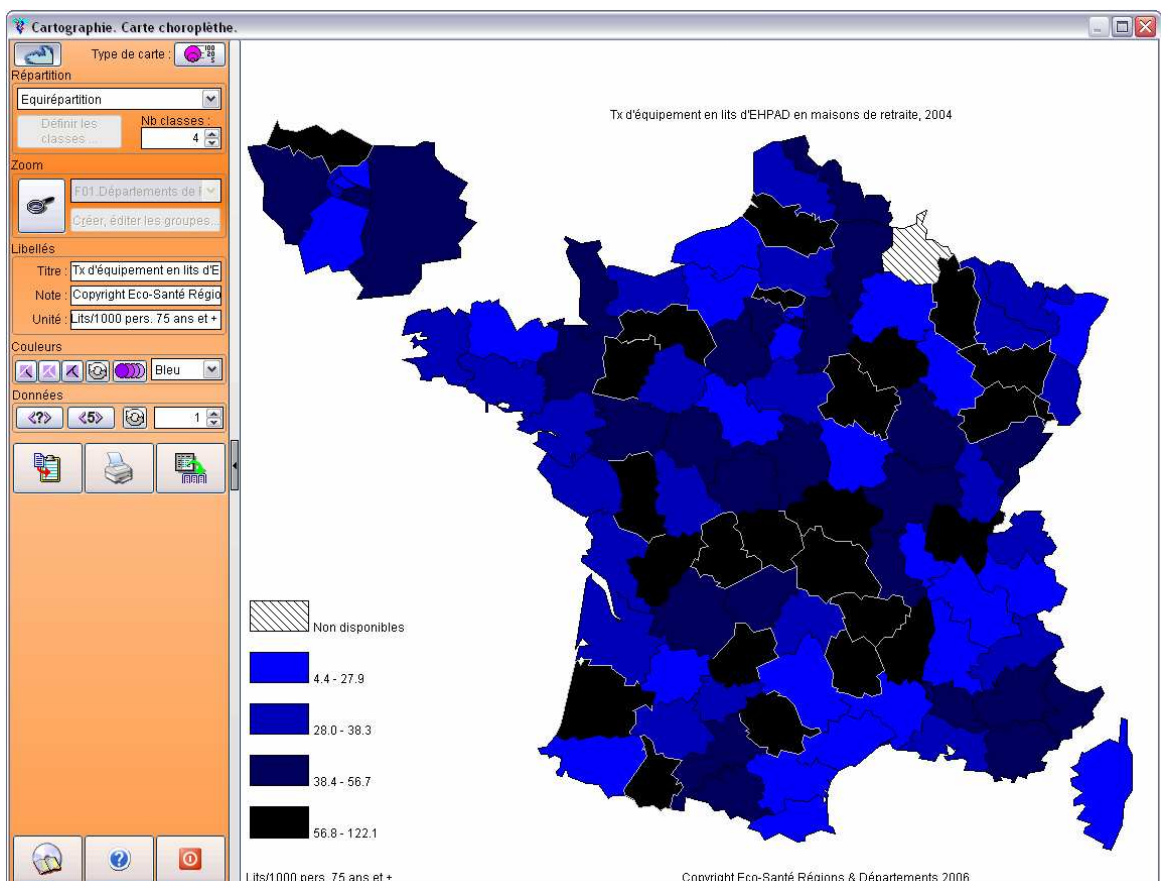 Cartographie. Carte choroplèthe.
Type de carte :
100
20
5
Répartition
Equirépartition
Définir les
classes ...
Nb classes :
4
Zoom
F01.Départements de
Créer, éditer les groupes...
Libellés
Titre : Tx d'équipement en lits d'E
Note : Copyright Eco-Santé Régio
Unité : Lits/1000 pers. 75 ans et +
Couleurs
Bleu
Données
<?>
<5>
1
Tx d'équipement en lits d'EHPAD en maisons de retraite, 2004
Non disponibles
4.4 - 27.9
28.0 - 38.3
38.4 - 56.7
56.8 - 122.1
Lits/1000 pers. 75 ans et +
Copyright Eco-Santé Régions & Départements 2006